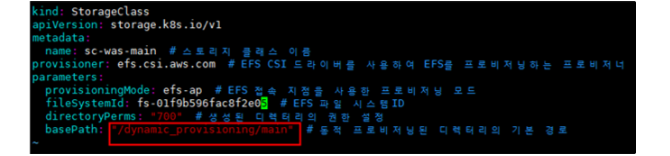 kind: StorageClass
apiVersion: storage.k8s.io/v1
metadata:
  name: sc-was-main  # 스토리지 클래스 이름
provisioner: efs.csi.aws.com  # EFS CSI 드라이버를 사용하여 EFS를 프로비저닝하는 프로비저너
parameters:
  provisioningMode: efs-ap  # EFS 접속 지점을 사용한 프로비저닝 모드
  fileSystemId: fs-01f9b596fac8f2e05  # EFS 파일 시스템 ID
  directoryPerms: "700"  # 생성된 디렉터리의 권한 설정
  basePath: "/dynamic_provisioning/main"  # 동적 프로비저닝된 디렉터리의 기본 경로
~